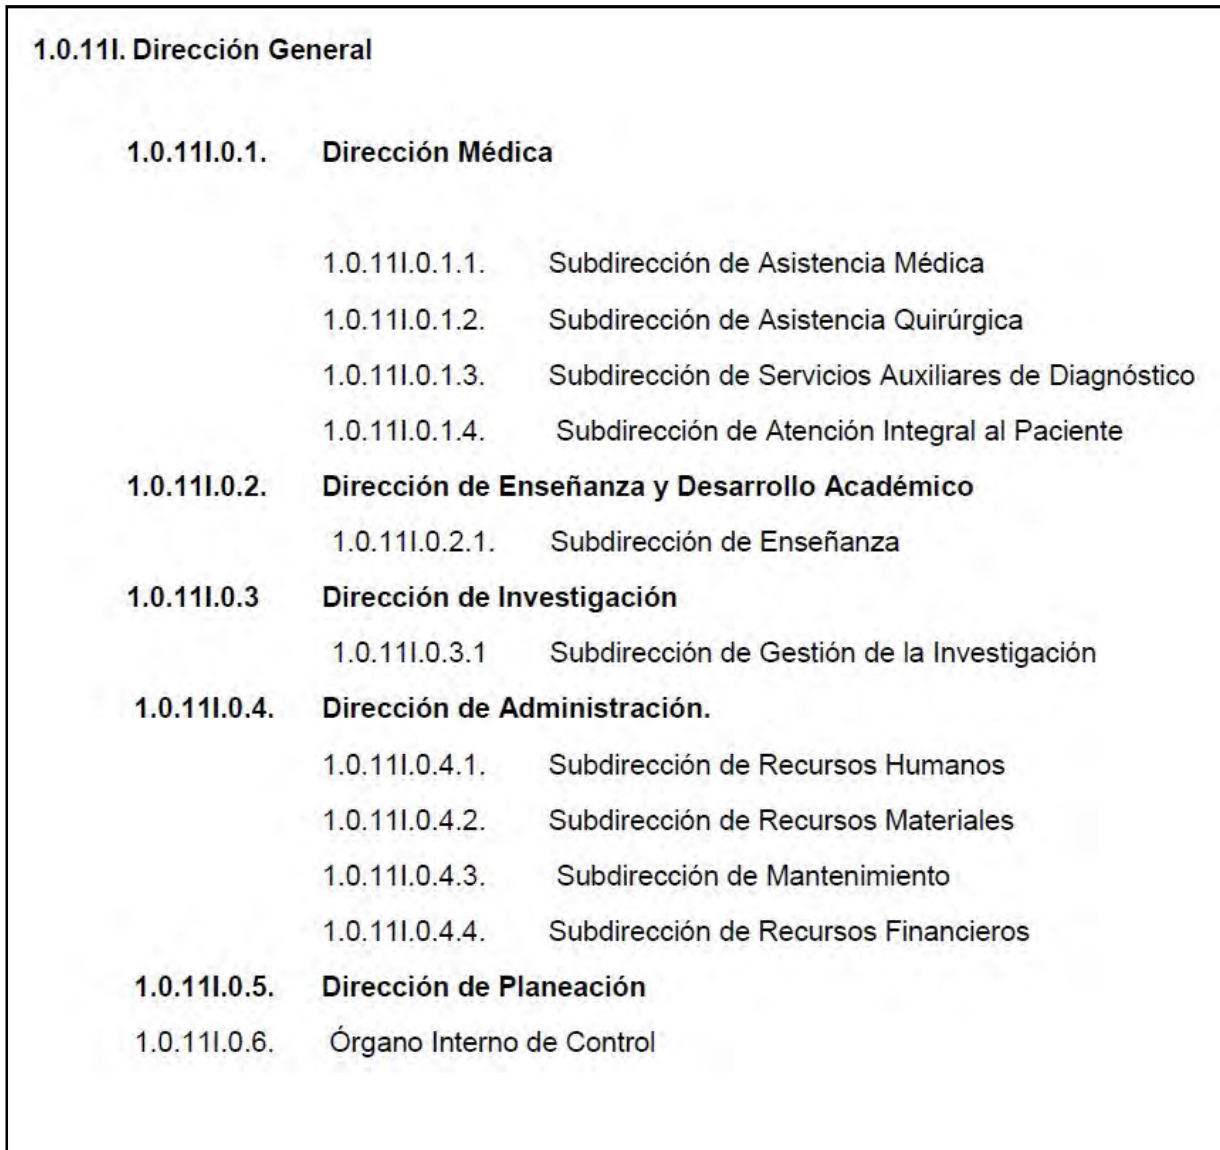 1.0.11I. Dirección General
1.0.11I.0.1. Dirección Médica
1.0.11I.0.1.1. Subdirección de Asistencia Médica
1.0.11I.0.1.2. Subdirección de Asistencia Quirúrgica
1.0.11I.0.1.3. Subdirección de Servicios Auxiliares de Diagnóstico
1.0.11I.0.1.4. Subdirección de Atención Integral al Paciente
1.0.11I.0.2. Dirección de Enseñanza y Desarrollo Académico
1.0.11I.0.2.1. Subdirección de Enseñanza
1.0.11I.0.3 Dirección de Investigación
1.0.11I.0.3.1 Subdirección de Gestión de la Investigación
1.0.11I.0.4. Dirección de Administración.
1.0.11I.0.4.1. Subdirección de Recursos Humanos
1.0.11I.0.4.2. Subdirección de Recursos Materiales
1.0.11I.0.4.3. Subdirección de Mantenimiento
1.0.11I.0.4.4. Subdirección de Recursos Financieros
1.0.11I.0.5. Dirección de Planeación
1.0.11I.0.6. Órgano Interno de Control